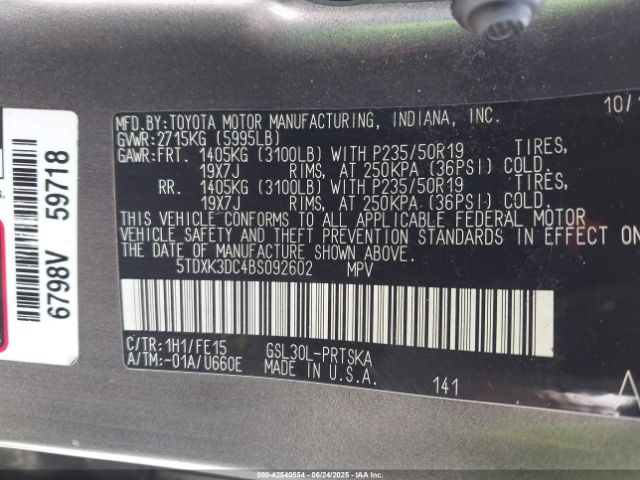 MFD.BY:TOYOTA MOTOR MANUFACTURING, INDIANA, INC. 10/1
GVWR:2715KG (5995LB)
GAWR:FRT. 1405KG (3100LB) WITH P235/50R19 TIRES,
19X7J RIMS, AT 250KPA (36PSI) COLD.
RR. 1405KG (3100LB) WITH P235/50R19 TIRES,
19X7J RIMS, AT 250KPA (36PSI) COLD.
THIS VEHICLE CONFORMS TO ALL APPLICABLE FEDERAL MOTOR
VEHICLE SAFETY AND THEFT PREVENTION STANDARDS IN EFFECT ON
THE DATE OF MANUFACTURE SHOWN ABOVE.
5TDXK3DC4BS092602 MPV
C/TR:1H1/FE15 GSL30L-PRTSKA
A/TM:-01A/U660E MADE IN U.S.A. 141 A
6798V 59718
000-42540554 - 06/24/2025 - IAA Inc.